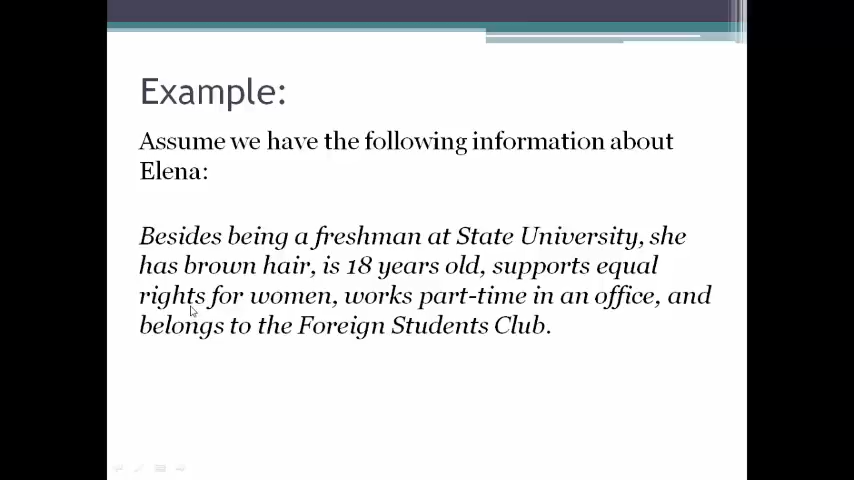 Example:
Assume we have the following information about
Elena:
Besides being a freshman at State University, she
has brown hair, is 18 years old, supports equal
rights for women, works part-time in an office, and
belongs to the Foreign Students Club.